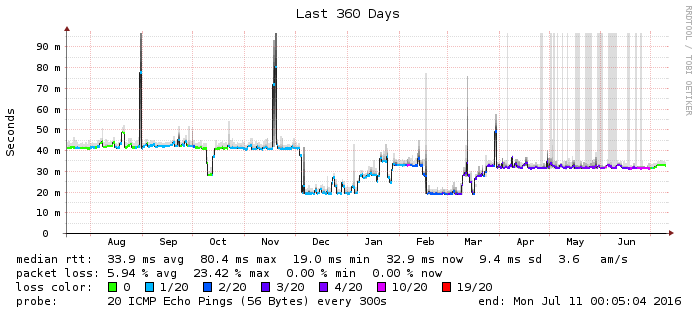 Last 360 Days
RRDTOOL / TOBI OETIKER
Seconds
90 m
80 m
70 m
60 m
50 m
40 m
30 m
20 m
10 m
0
Aug Sep Oct Nov Dec Jan Feb Mar Apr May Jun
median rtt: 33.9 ms avg 80.4 ms max 19.0 ms min 32.9 ms now 9.4 ms sd 3.6 am/s
packet loss: 5.94 % avg 23.42 % max 0.00 % min 0.00 % now
loss color: 0 1/20 2/20 3/20 4/20 10/20 19/20
probe: 20 ICMP Echo Pings (56 Bytes) every 300s end: Mon Jul 11 00:05:04 2016